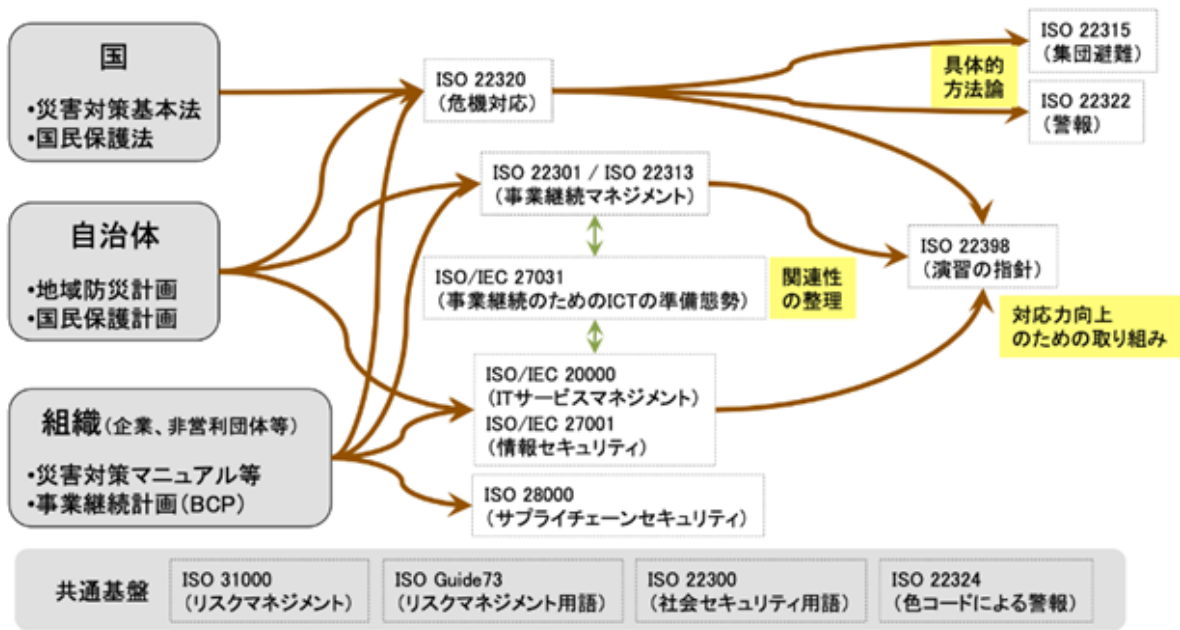 国
•災害対策基本法
•国民保護法
自治体
•地域防災計画
•国民保護計画
組織(企業、非営利団体等)
•災害対策マニュアル等
•事業継続計画(BCP)
ISO 22320
(危機対応)
ISO 22301 / ISO 22313
(事業継続マネジメント)
ISO/IEC 27031
(事業継続のためのICTの準備態勢)
ISO/IEC 20000
(ITサービスマネジメント)
ISO/IEC 27001
(情報セキュリティ)
ISO 28000
(サプライチェーンセキュリティ)
具体的
方法論
関連性
の整理
ISO 22315
(集団避難)
ISO 22322
(警報)
ISO 22398
(演習の指針)
対応力向上
のための取り組み
共通基盤
ISO 31000
(リスクマネジメント)
ISO Guide73
(リスクマネジメント用語)
ISO 22300
(社会セキュリティ用語)
ISO 22324
(色コードによる警報)